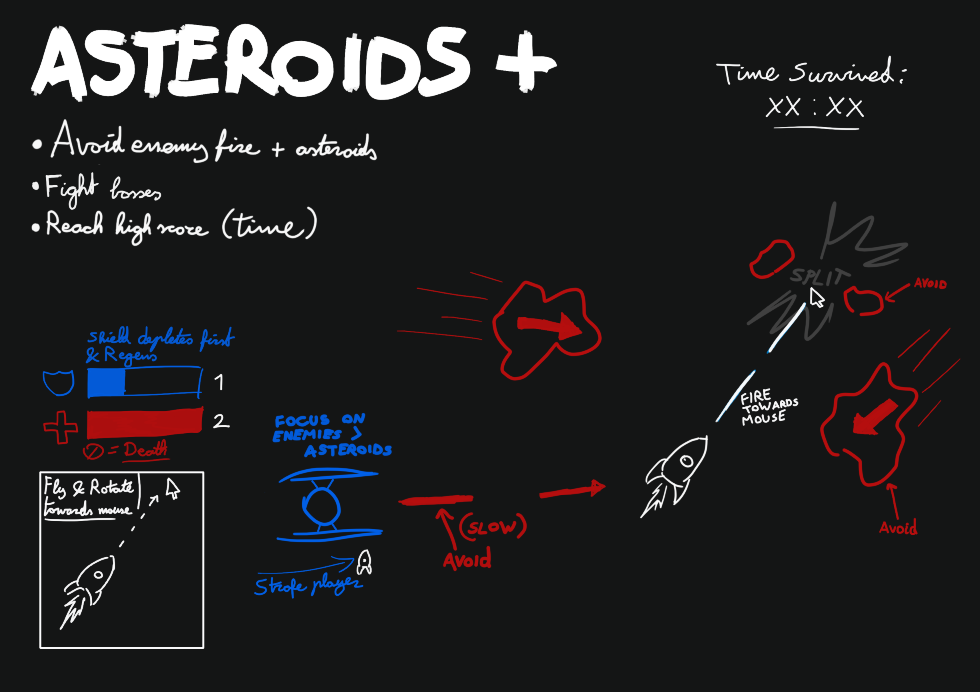 ASTEROIDS +
Time Survived:
XX : XX
• Avoid enemy fire + asteroids
• Fight bosses
• Reach high score (time)
SPLIT
AVOID
Shield depletes first
& Regens
1
2
0 = Death
FIRE
TOWARDS
MOUSE
FOCUS ON
ENEMIES >
ASTEROIDS
Fly & Rotate
towards mouse
(SLOW)
Avoid
Avoid
Strafe player